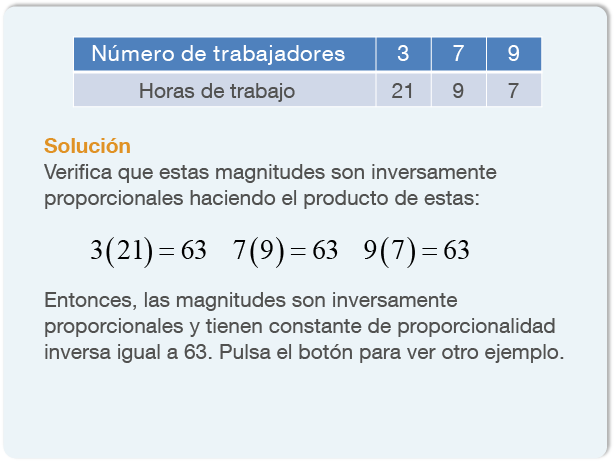 Número de trabajadores 3 7 9
Horas de trabajo 21 9 7
Solución
Verifica que estas magnitudes son inversamente
proporcionales haciendo el producto de estas:
3(21) = 63 7(9) = 63 9(7) = 63
Entonces, las magnitudes son inversamente
proporcionales y tienen constante de proporcionalidad
inversa igual a 63. Pulsa el botón para ver otro ejemplo.